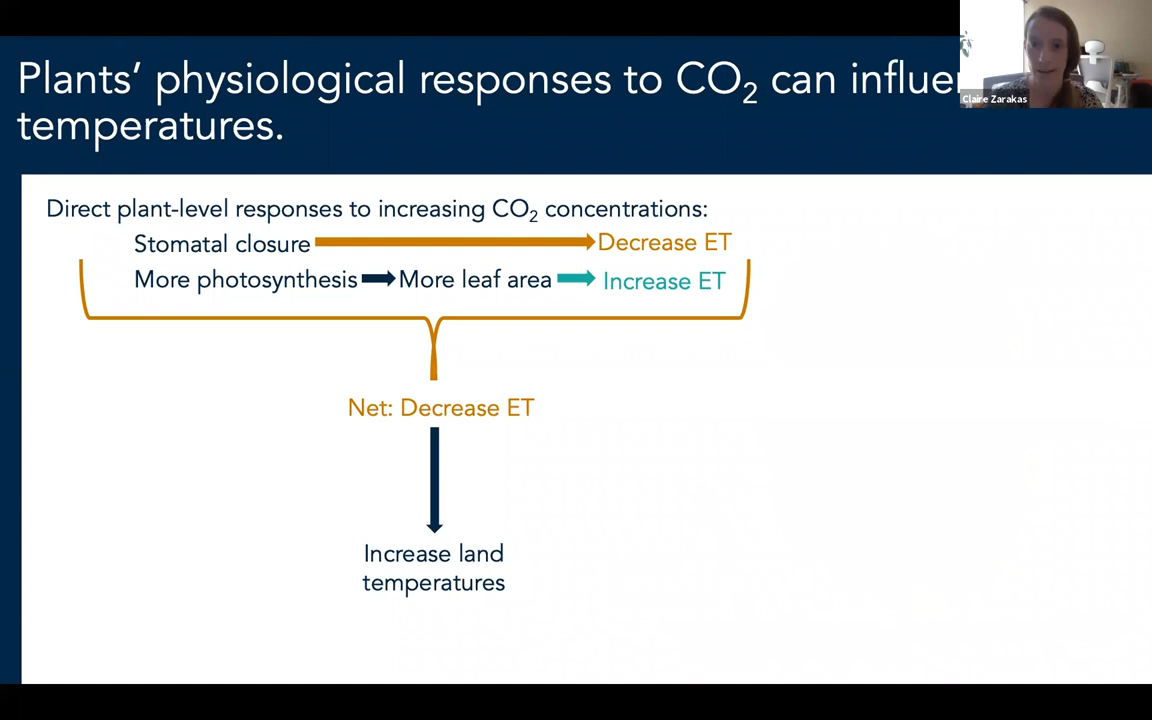 Plants’ physiological responses to CO₂ can
temperatures.
Claire Zarakas
Direct plant-level responses to increasing CO₂ concentrations:
Stomatal closure Decrease ET
More photosynthesis More leaf area Increase ET
Net: Decrease ET
Increase land
temperatures